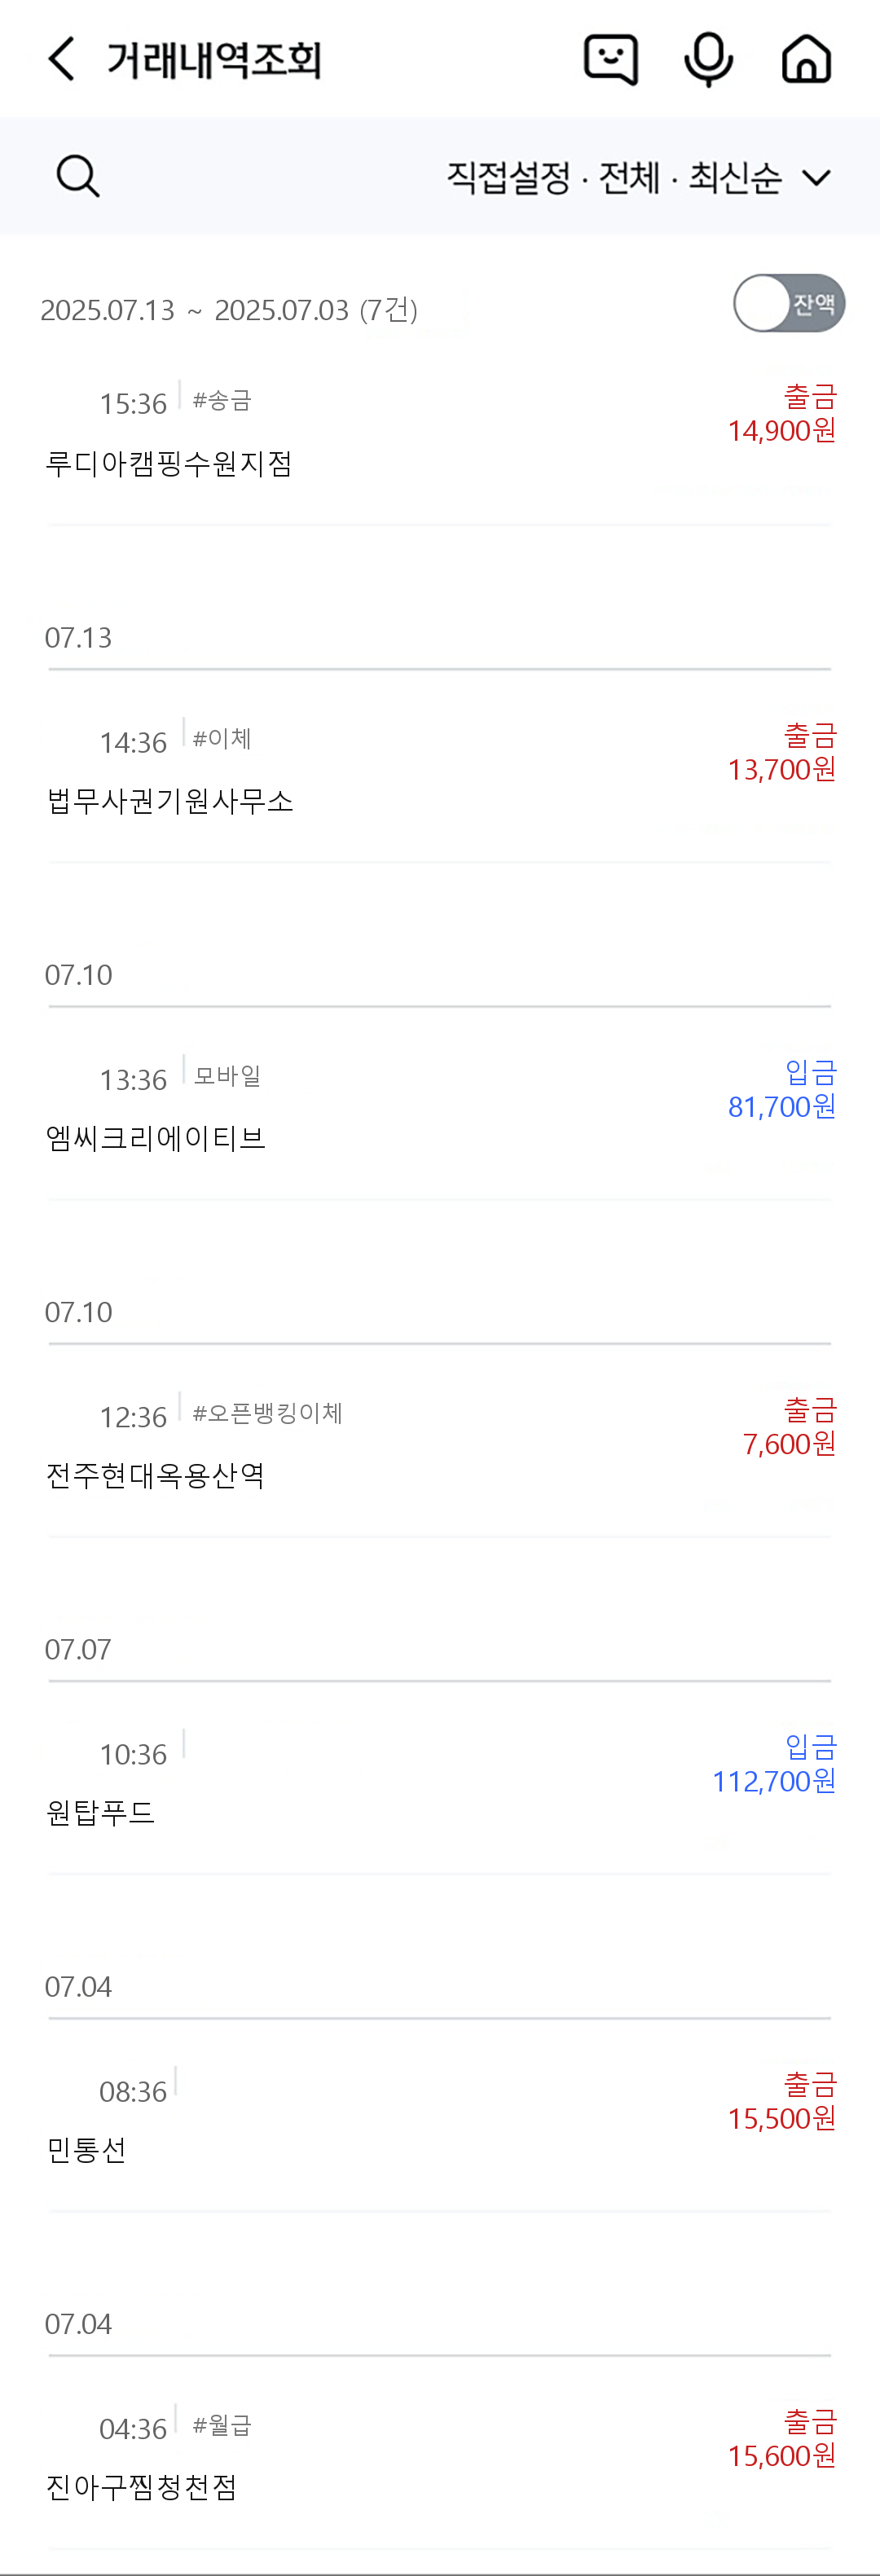 거래내역조회
직접설정 · 전체 · 최신순
2025.07.13 ~ 2025.07.03 (7건) 잔액
15:36 #송금 출금
14,900원
루디아캠핑수원지점
07.13
14:36 #이체 출금
13,700원
법무사권기원사무소
07.10
13:36 모바일 입금
81,700원
엠씨크리에이티브
07.10
12:36 #오픈뱅킹이체 출금
7,600원
전주현대옥용산역
07.07
10:36 입금
112,700원
원탑푸드
07.04
08:36 출금
15,500원
민통선
07.04
04:36 #월급 출금
15,600원
진아구찜청천점